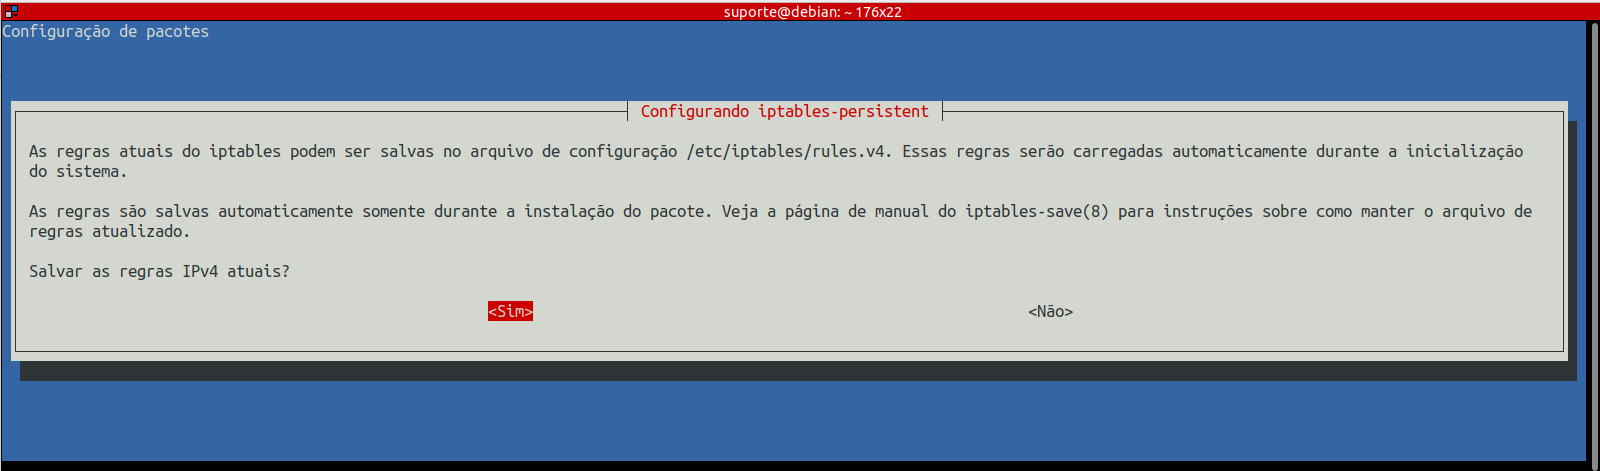 suporte@debian: ~ 176x22
Configuração de pacotes
Configurando iptables-persistent
As regras atuais do iptables podem ser salvas no arquivo de configuração /etc/iptables/rules.v4. Essas regras serão carregadas automaticamente durante a inicialização
do sistema.
As regras são salvas automaticamente somente durante a instalação do pacote. Veja a página de manual do iptables-save(8) para instruções sobre como manter o arquivo de
regras atualizado.
Salvar as regras IPv4 atuais?
<Sim> <Não>